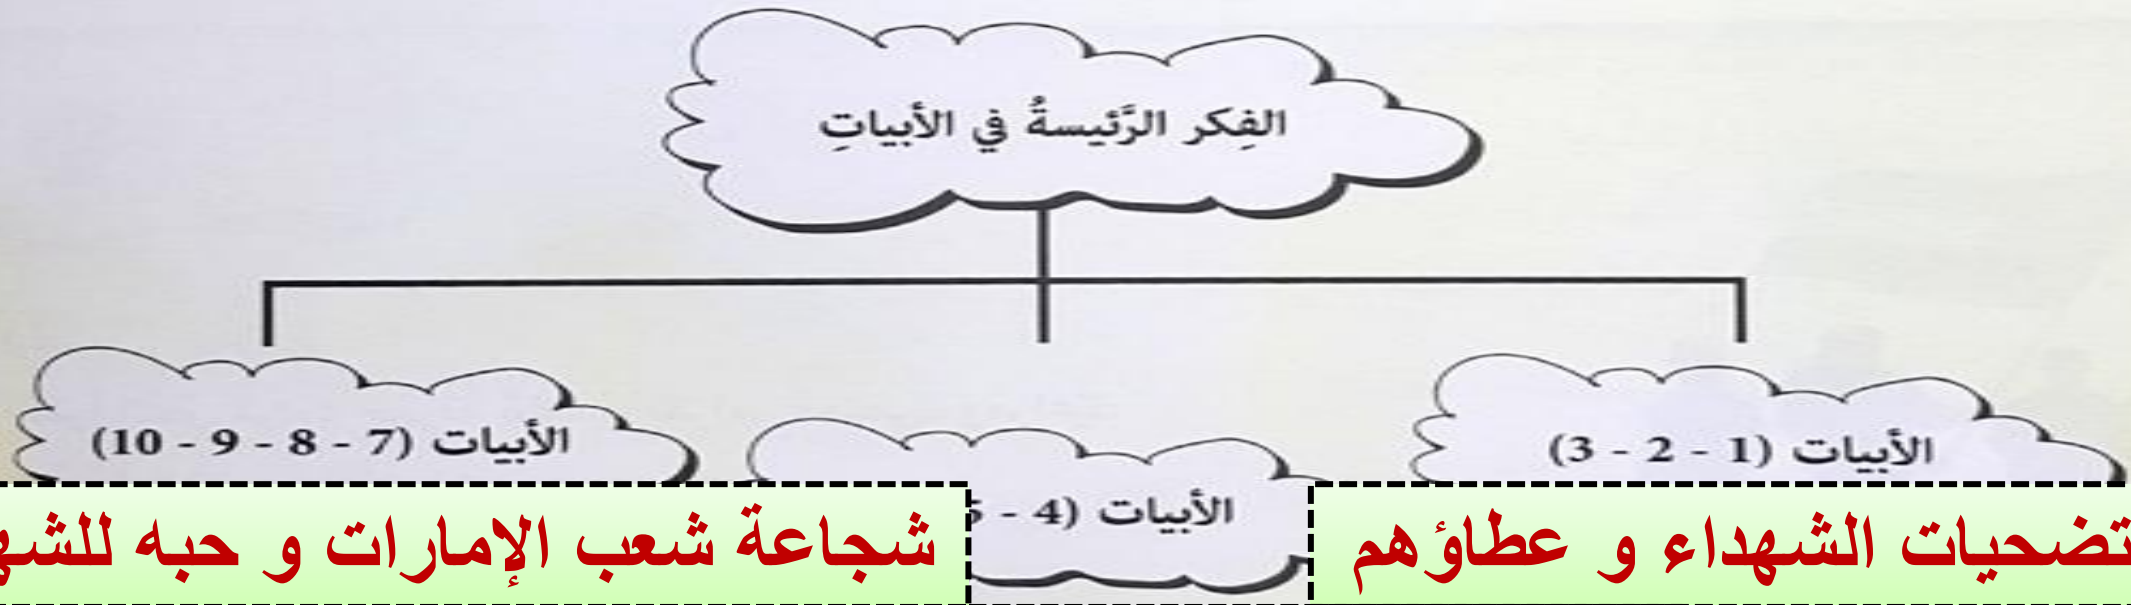 الفِكر الرَّئيسةُ في الأبياتِ
الأبيات (1 - 2 - 3)
الأبيات (4 -
الأبيات (7 - 8 - 9 - 10)
تضحيات الشهداء و عطاؤهم
شجاعة شعب الإمارات و حبه